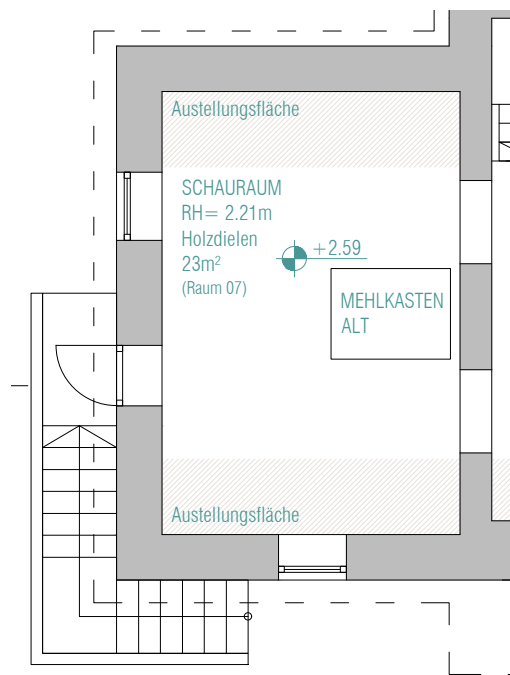 Austellungsfläche
SCHAURAUM
RH= 2.21m
Holzdielen
23m²
(Raum 07)
+2.59
MEHLKASTEN
ALT
Austellungsfläche